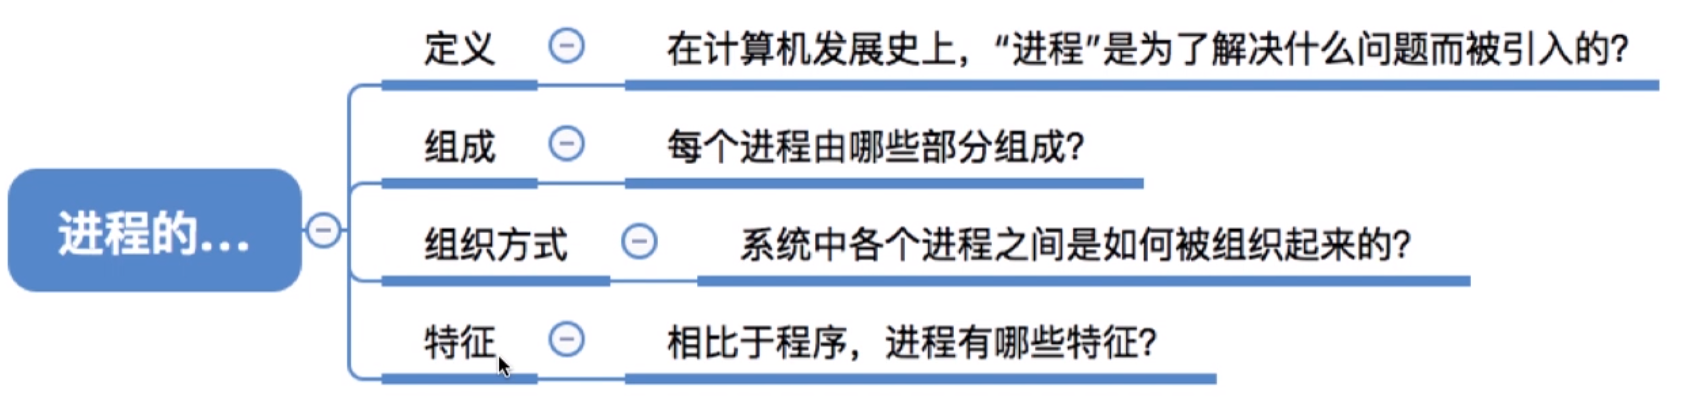 定义
在计算机发展史上，“进程”是为了解决什么问题而被引入的？
组成
每个进程由哪些部分组成？
进程的...
组织方式
系统中各个进程之间是如何被组织起来的？
特征
相比于程序，进程有哪些特征？